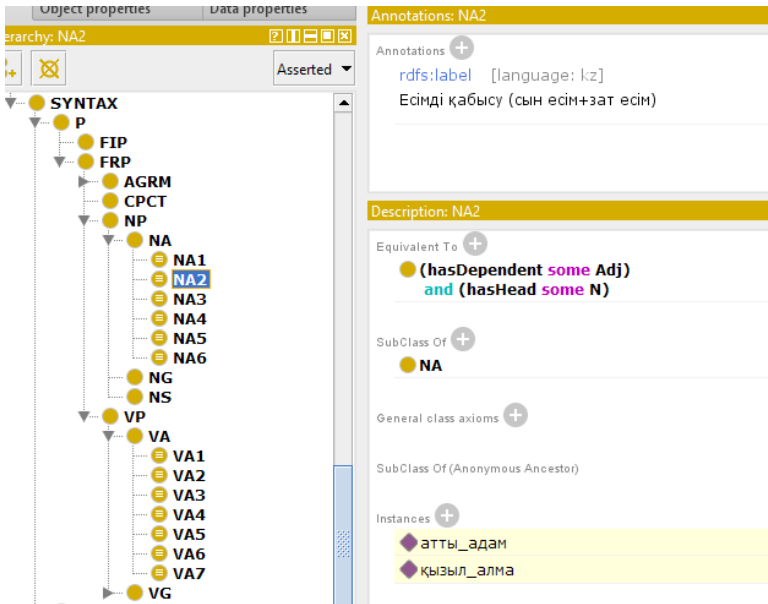 Object properties
Data properties
erarchy: NA2
Asserted
SYNTAX
P
FIP
FRP
AGRM
CPCT
NP
NA
NA1
NA2
NA3
NA4
NA5
NA6
NG
NS
VP
VA
VA1
VA2
VA3
VA4
VA5
VA6
VA7
VG
Annotations: NA2
Annotations
rdfs:label [language: kz]
Есімді қабысу (сын есім+зат есім)
Description: NA2
Equivalent To
(hasDependent some Adj)
and (hasHead some N)
SubClass Of
NA
General class axioms
SubClass Of (Anonymous Ancestor)
Instances
атты_адам
қызыл_алма